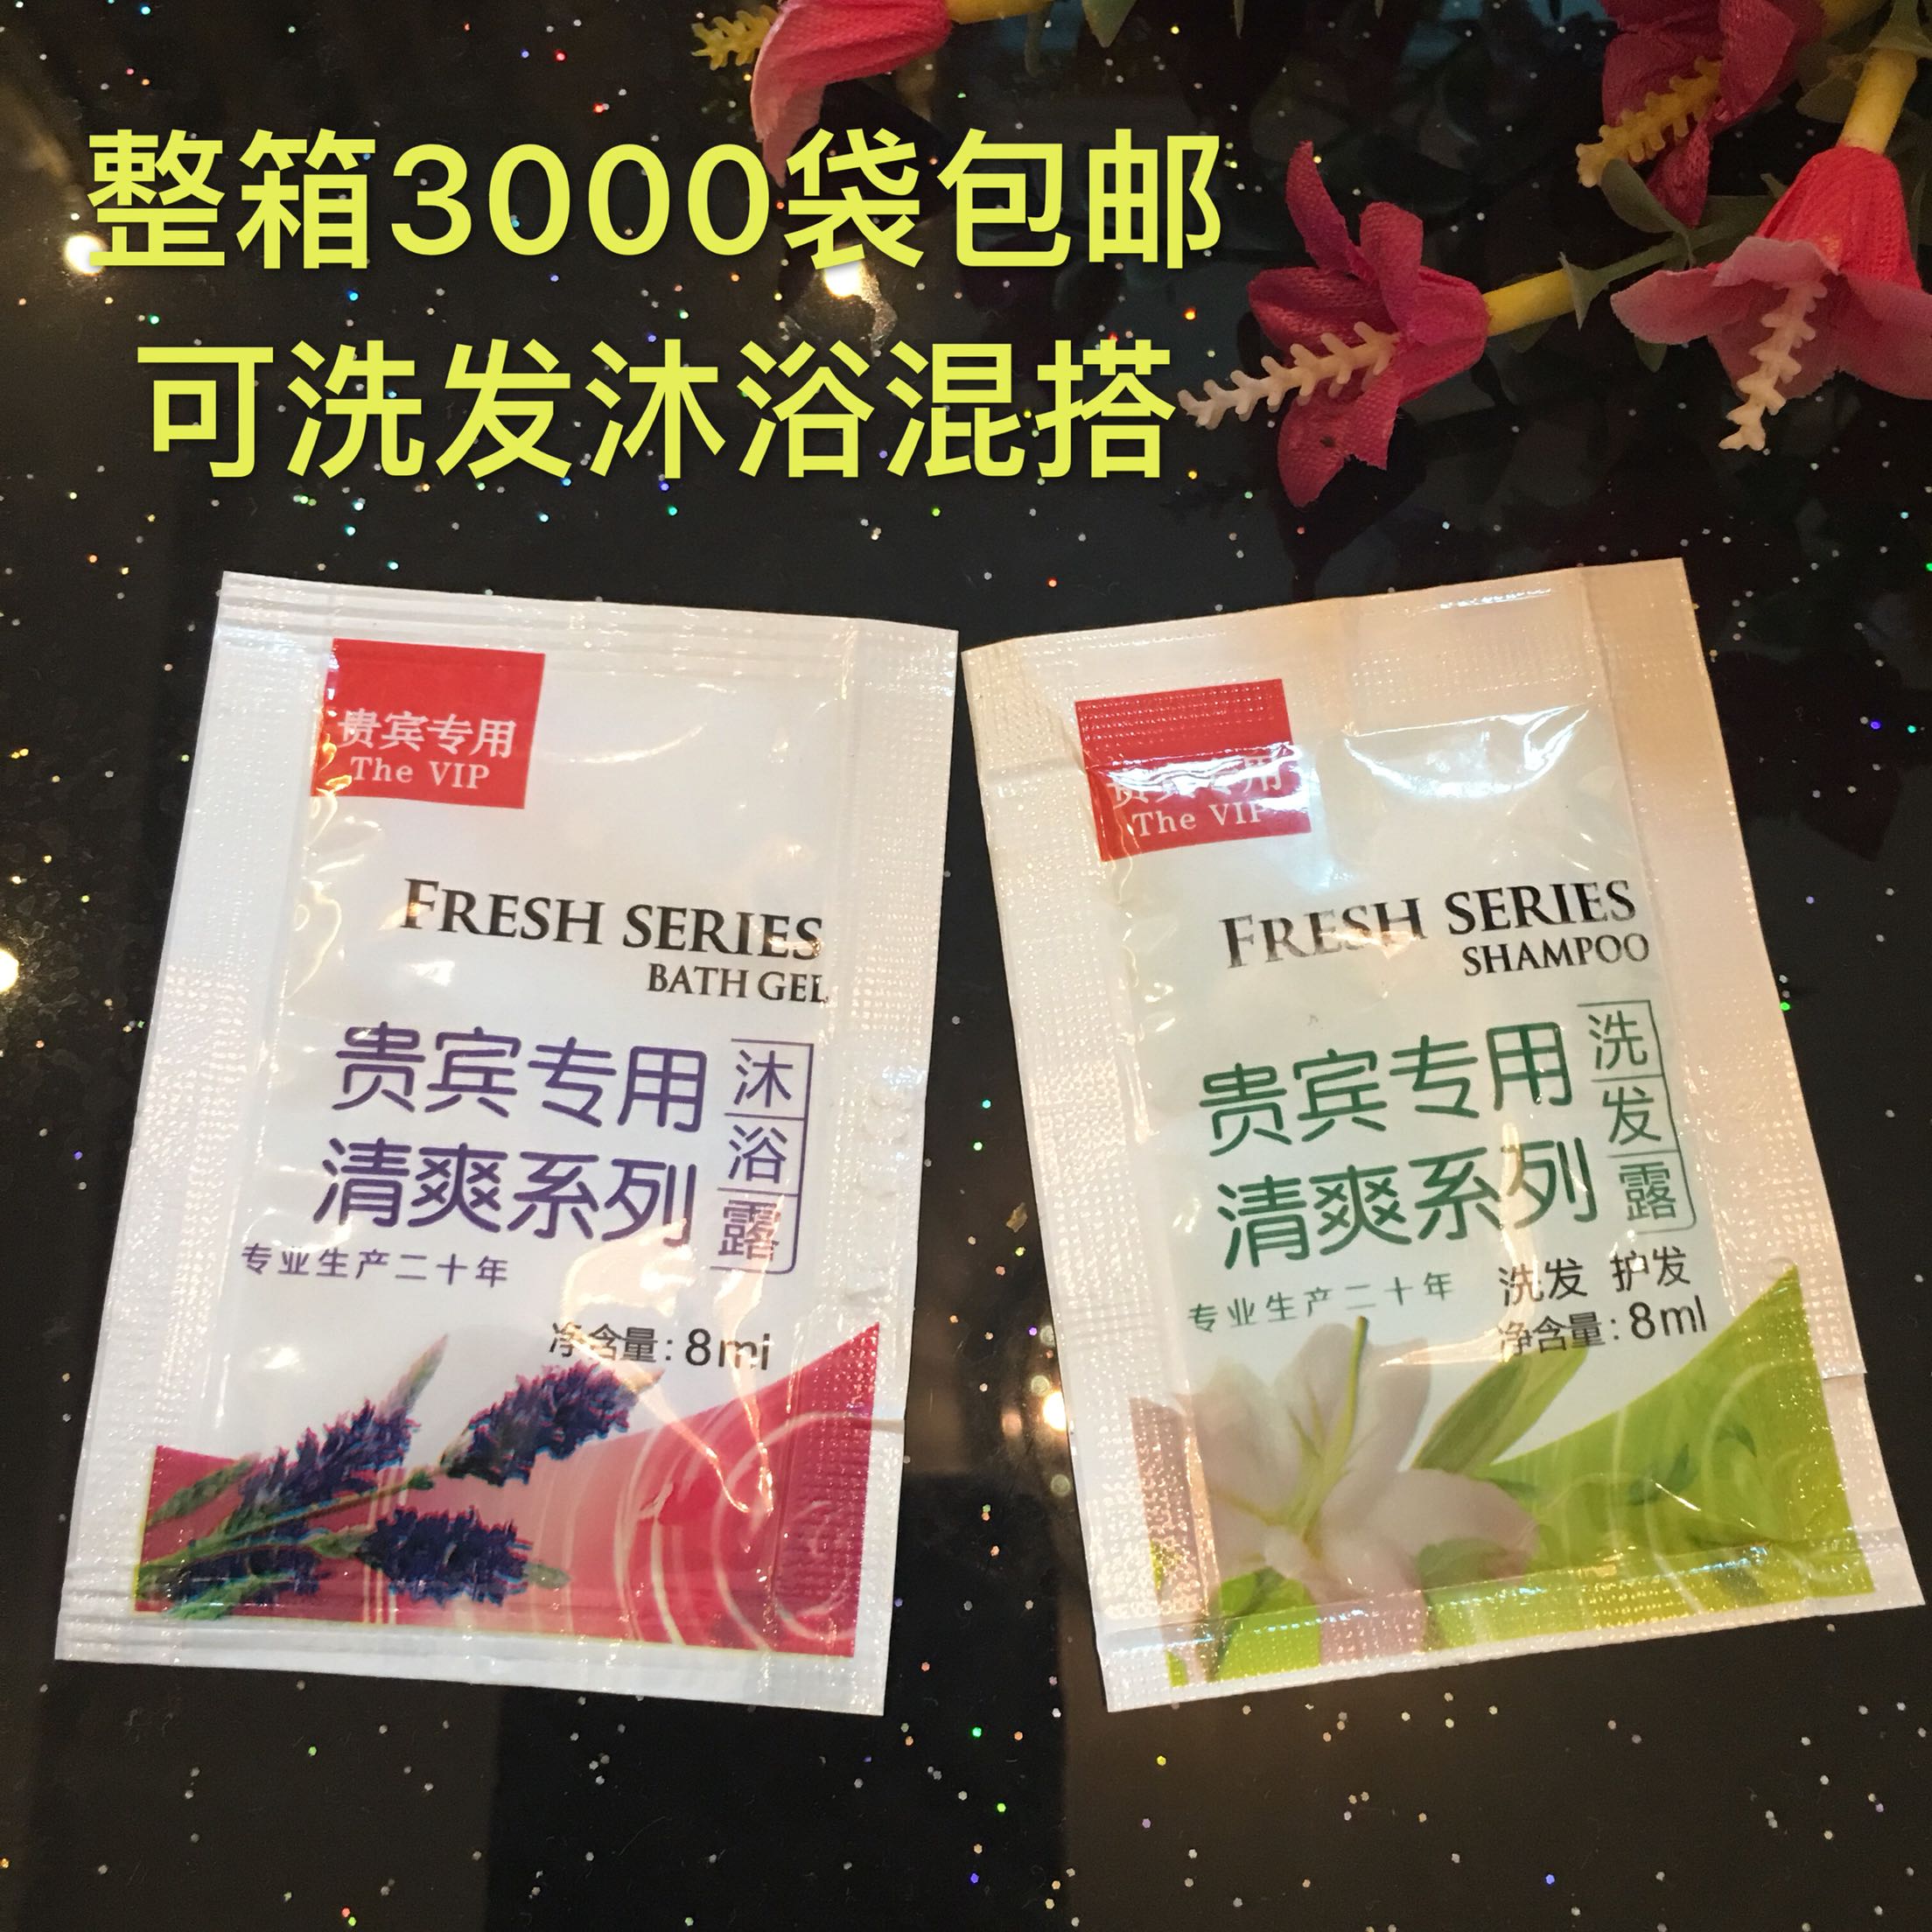 整箱3000袋包邮
可洗发沐浴混搭
贵宾专用
The VIP
FRESH SERIES
BATH GEL
贵宾专用
清爽系列
沐浴露
专业生产二十年
净含量:8ml
贵宾专用
The VIP
FRESH SERIES
SHAMPOO
贵宾专用
清爽系列
洗发露
专业生产二十年
洗发 护发
净含量:8ml